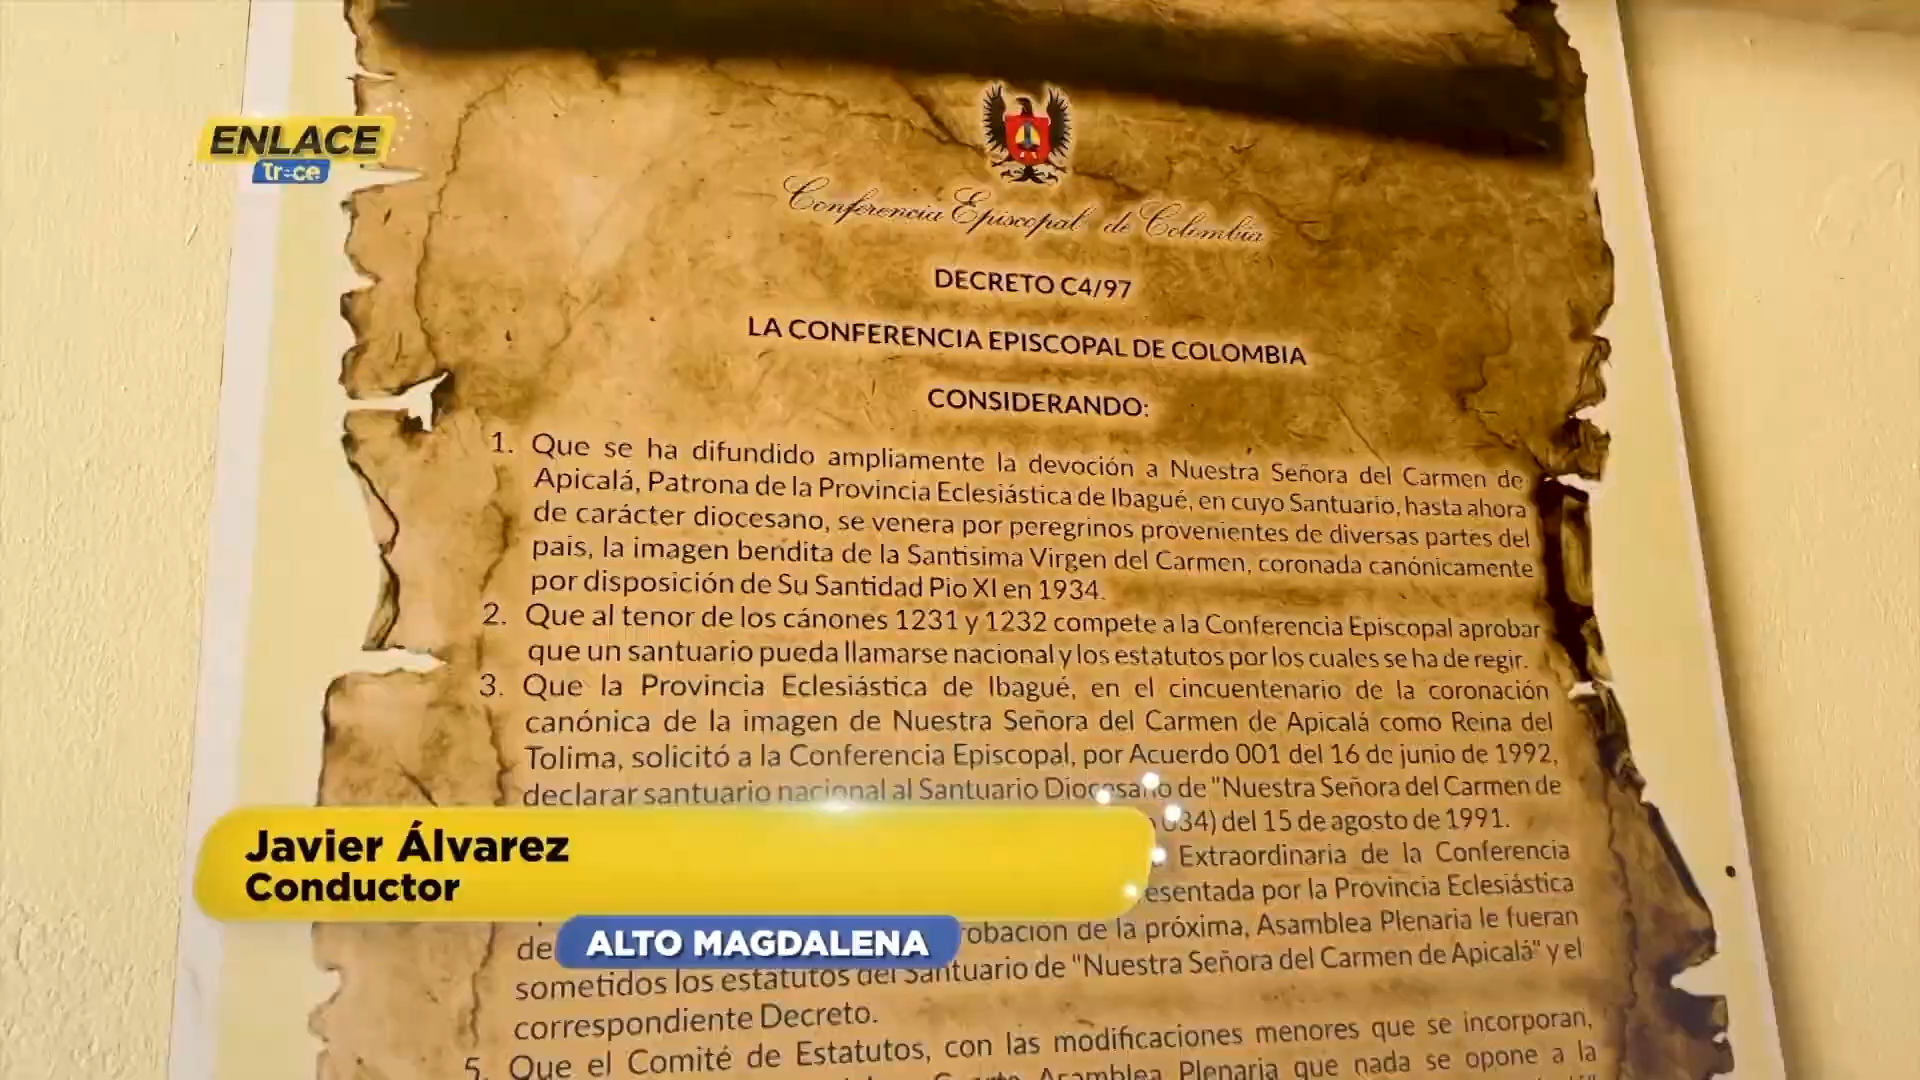 ENLACE
Trece
Conferencia Episcopal de Colombia
DECRETO C4/97
LA CONFERENCIA EPISCOPAL DE COLOMBIA
CONSIDERANDO:
1. Que se ha difundido ampliamente la devoción a Nuestra Señora del Carmen de
Apicalá, Patrona de la Provincia Eclesiástica de Ibagué, en cuyo Santuario, hasta ahora
de carácter diocesano, se venera por peregrinos provenientes de diversas partes del
pais, la imagen bendita de la Santisima Virgen del Carmen, coronada canónicamente
por disposición de Su Santidad Pio XI en 1934.
2. Que al tenor de los cánones 1231 y 1232 compete a la Conferencia Episcopal aprobar
que un santuario pueda llamarse nacional y los estatutos por los cuales se ha de regir.
3. Que la Provincia Eclesiástica de Ibagué, en el cincuentenario de la coronación
canónica de la imagen de Nuestra Señora del Carmen de Apicalá como Reina del
Tolima, solicitó a la Conferencia Episcopal, por Acuerdo 001 del 16 de junio de 1992,
declarar santuario nacional al Santuario Diocesano de "Nuestra Señora del Carmen de
034) del 15 de agosto de 1991.
Extraordinaria de la Conferencia
esentada por la Provincia Eclesiástica
de robación de la próxima, Asamblea Plenaria le fueran
sometidos los estatutos del Santuario de "Nuestra Señora del Carmen de Apicalá" y el
correspondiente Decreto.
5. Que el Comité de Estatutos, con las modificaciones menores que se incorporan,
Asamblea Plenaria que nada se opone a la
Javier Álvarez
Conductor
ALTO MAGDALENA